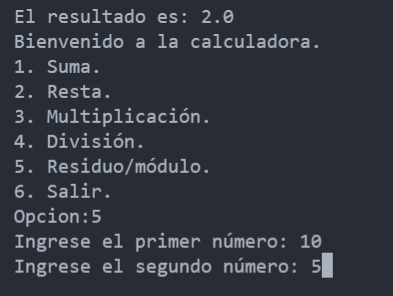 El resultado es: 2.0
Bienvenido a la calculadora.
1. Suma.
2. Resta.
3. Multiplicación.
4. División.
5. Residuo/módulo.
6. Salir.
Opcion:5
Ingrese el primer número: 10
Ingrese el segundo número: 5